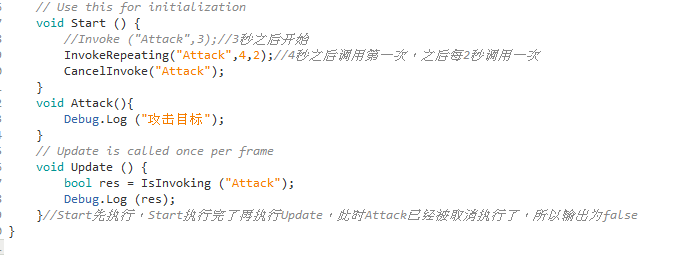 // Use this for initialization
void Start () {
//Invoke ("Attack",3);//3秒之后开始
InvokeRepeating("Attack",4,2);//4秒之后调用第一次，之后每2秒调用一次
CancelInvoke("Attack");
}
void Attack(){
Debug.Log ("攻击目标");
}
// Update is called once per frame
void Update () {
bool res = IsInvoking ("Attack");
Debug.Log (res);
}//Start先执行，Start执行完了再执行Update，此时Attack已经被取消执行了，所以输出为false
}